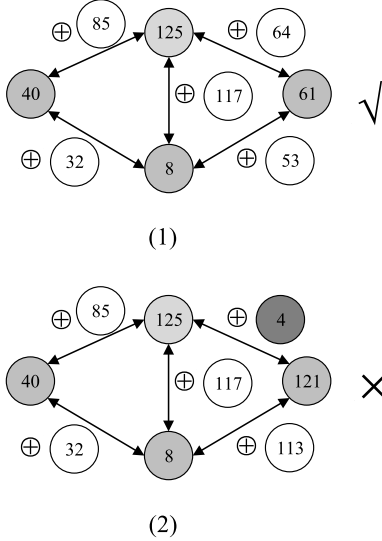 85 64
⊕ 125 ⊕
40 ⊕ 117 61 √
⊕ 32 ⊕ 53
8
(1)
85 4
⊕ 125 ⊕
40 ⊕ 117 121 ×
⊕ 32 ⊕ 113
8
(2)